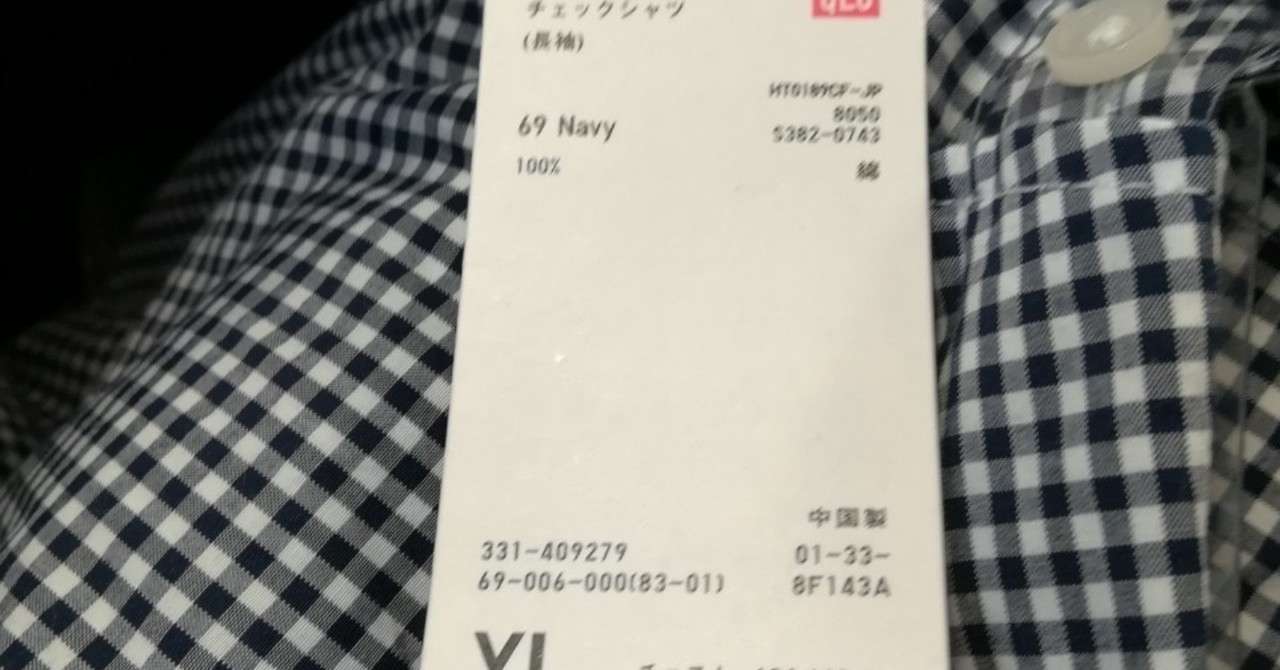 チェックシャツ
(長袖)
HT0189CF-JP
8050
69 Navy
S382-0743
100% 綿
中国製
331-409279 01-33-
69-006-000(83-01) 8F143A
XL